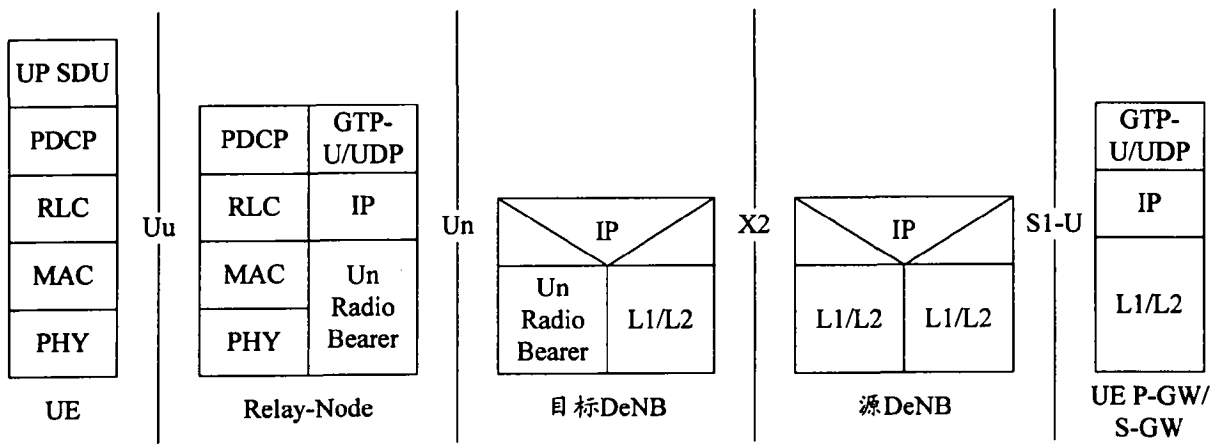 UP SDU
PDCP
RLC
MAC
PHY
UE
Uu
PDCP
RLC
MAC
PHY
GTP-
U/UDP
IP
Un
Radio
Bearer
Relay-Node
Un
IP
Un
Radio
Bearer
L1/L2
目标DeNB
X2
IP
L1/L2
L1/L2
源DeNB
S1-U
GTP-
U/UDP
IP
L1/L2
UE P-GW/
S-GW